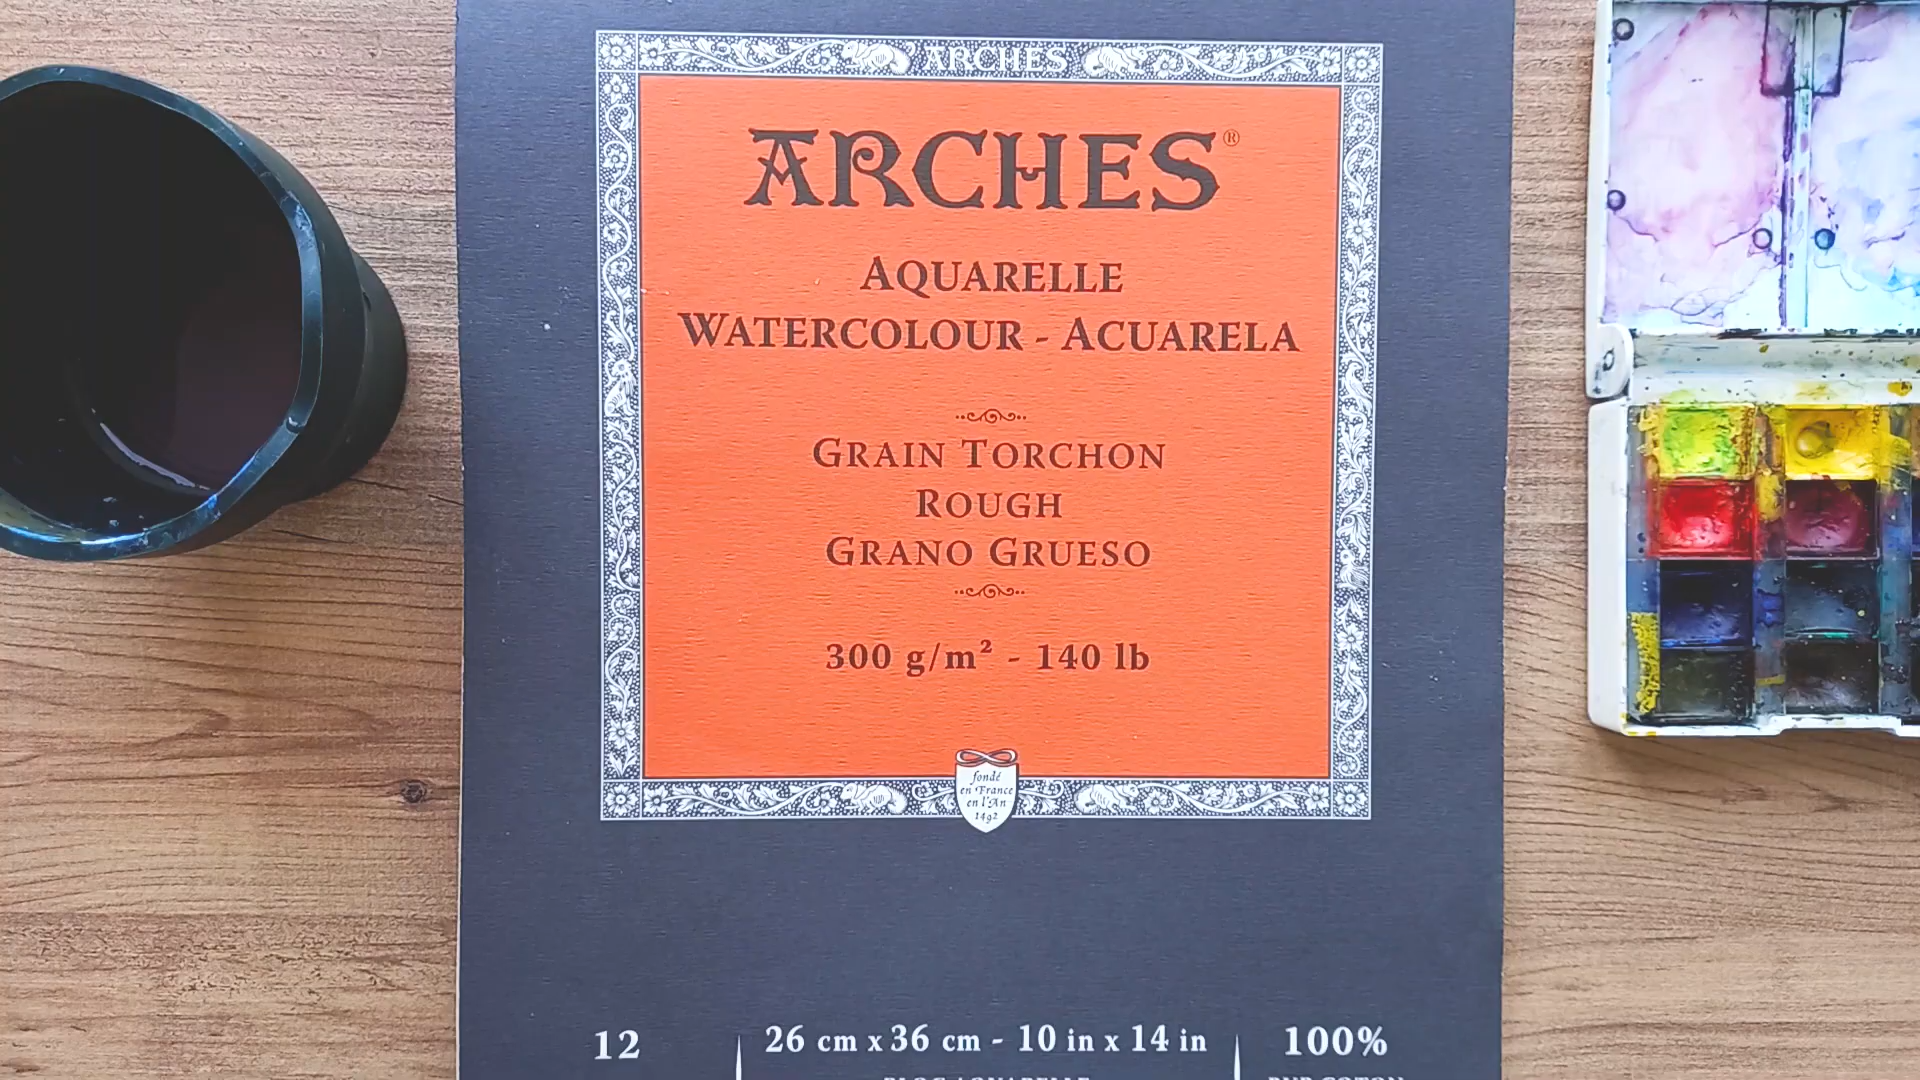 ARCHES
ARCHES®
AQUARELLE
WATERCOLOUR - ACUARELA
GRAIN TORCHON
ROUGH
GRANO GRUESO
300 g/m² - 140 lb
fondé
en France
en l'An
1492
12
26 cm x 36 cm - 10 in x 14 in
100%